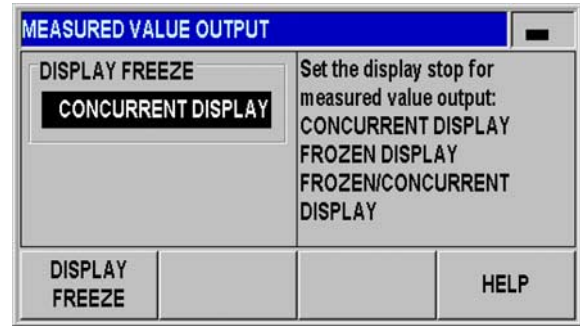 MEASURED VALUE OUTPUT
DISPLAY FREEZE
CONCURRENT DISPLAY
Set the display stop for
measured value output:
CONCURRENT DISPLAY
FROZEN DISPLAY
FROZEN/CONCURRENT
DISPLAY
DISPLAY
FREEZE
HELP